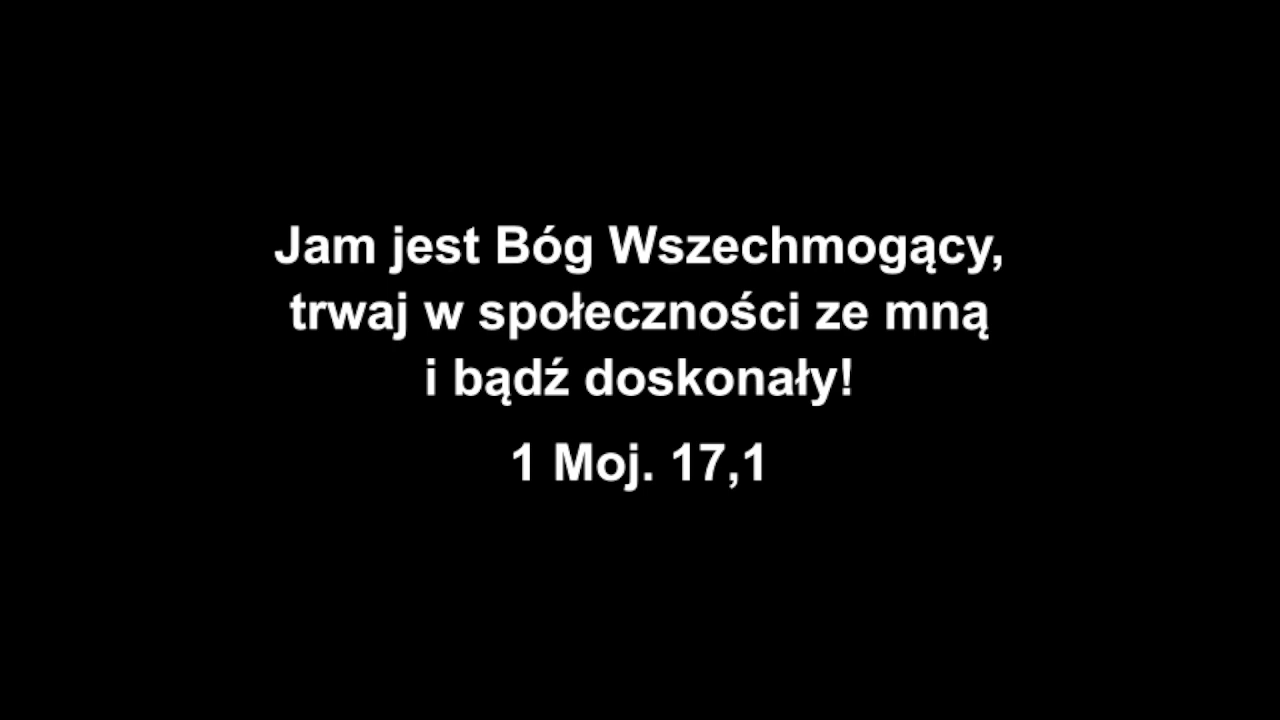 Jam jest Bóg Wszechmogący,
trwaj w społeczności ze mną
i bądź doskonały!
1 Moj. 17,1